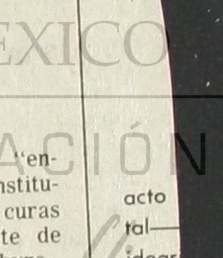 EXICO
ACIÓN
"en-
nstitu-
curas
te de
acto
tal—